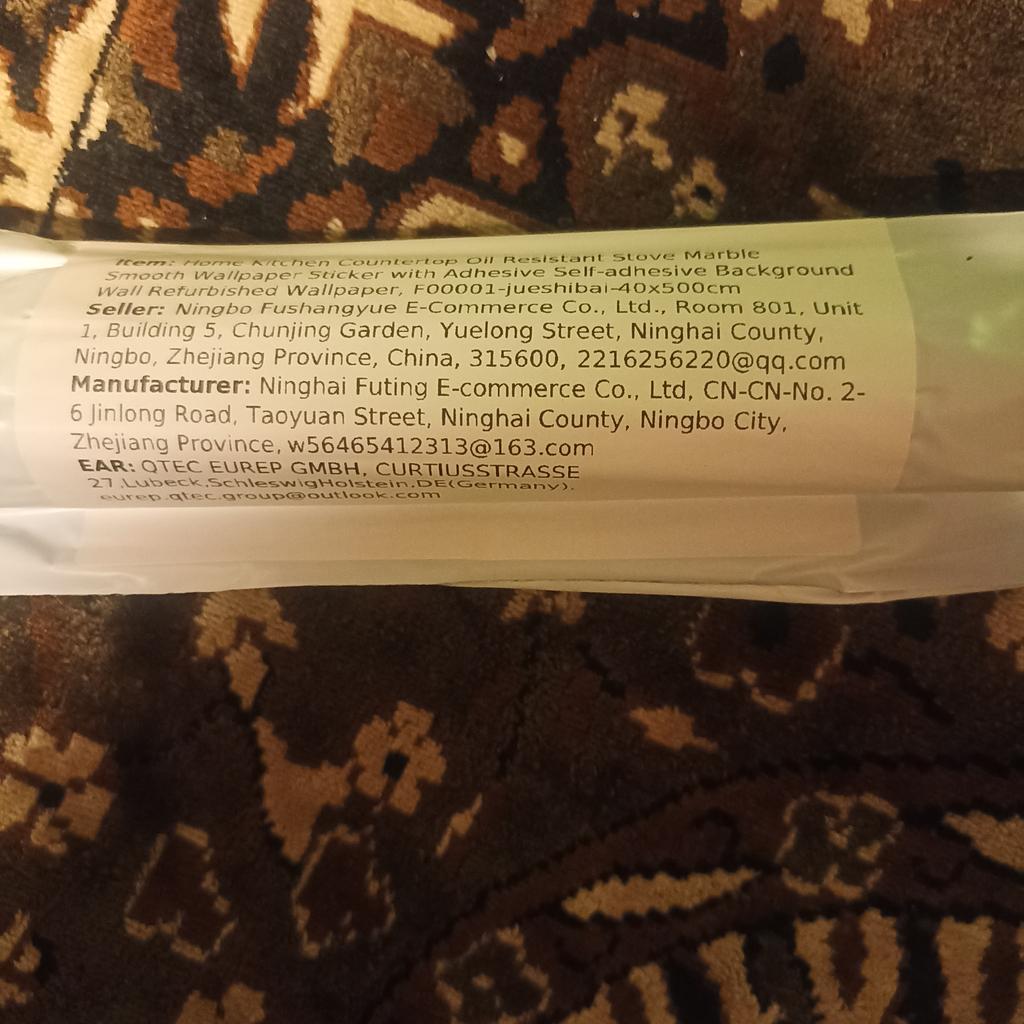 Item: Home Kitchen Countertop Oil Resistant Stove Marble
Smooth Wallpaper Sticker with Adhesive Self-adhesive Background
Wall Refurbished Wallpaper, F00001-jueshibai-40x500cm
Seller: Ningbo Fushangyue E-Commerce Co., Ltd., Room 801, Unit
1, Building 5, Chunjing Garden, Yuelong Street, Ninghai County,
Ningbo, Zhejiang Province, China, 315600, 2216256220@qq.com
Manufacturer: Ninghai Futing E-commerce Co., Ltd, CN-CN-No. 2-
6 Jinlong Road, Taoyuan Street, Ninghai County, Ningbo City,
Zhejiang Province, w56465412313@163.com
EAR: QTEC EUREP GMBH, CURTIUSSTRASSE
27,Lubeck,SchleswigHolstein,DE(Germany).
eurep.qtec.group@outlook.com